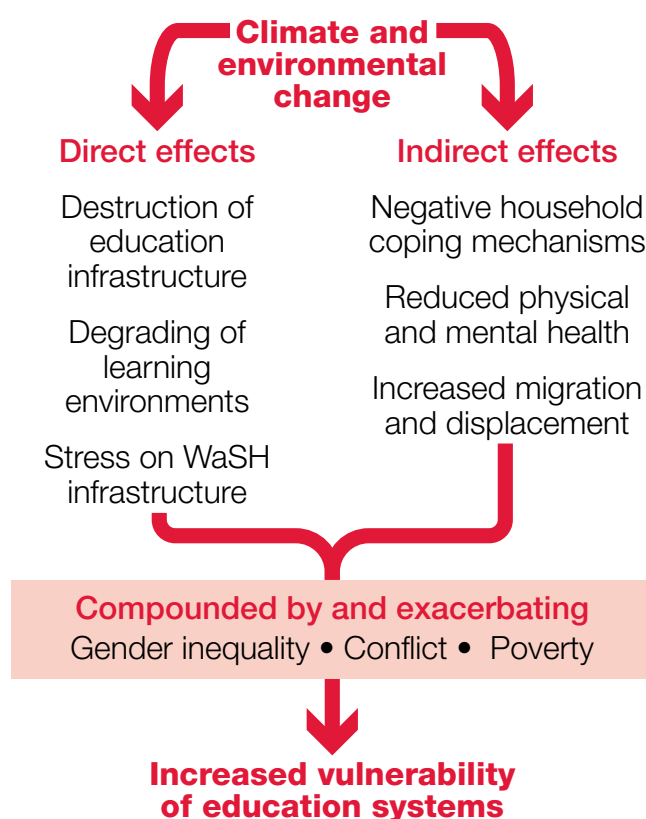 Climate and
environmental
change
Direct effects
Destruction of
education
infrastructure
Degrading of
learning
environments
Stress on WaSH
infrastructure
Indirect effects
Negative household
coping mechanisms
Reduced physical
and mental health
Increased migration
and displacement
Compounded by and exacerbating
Gender inequality • Conflict • Poverty
Increased vulnerability
of education systems